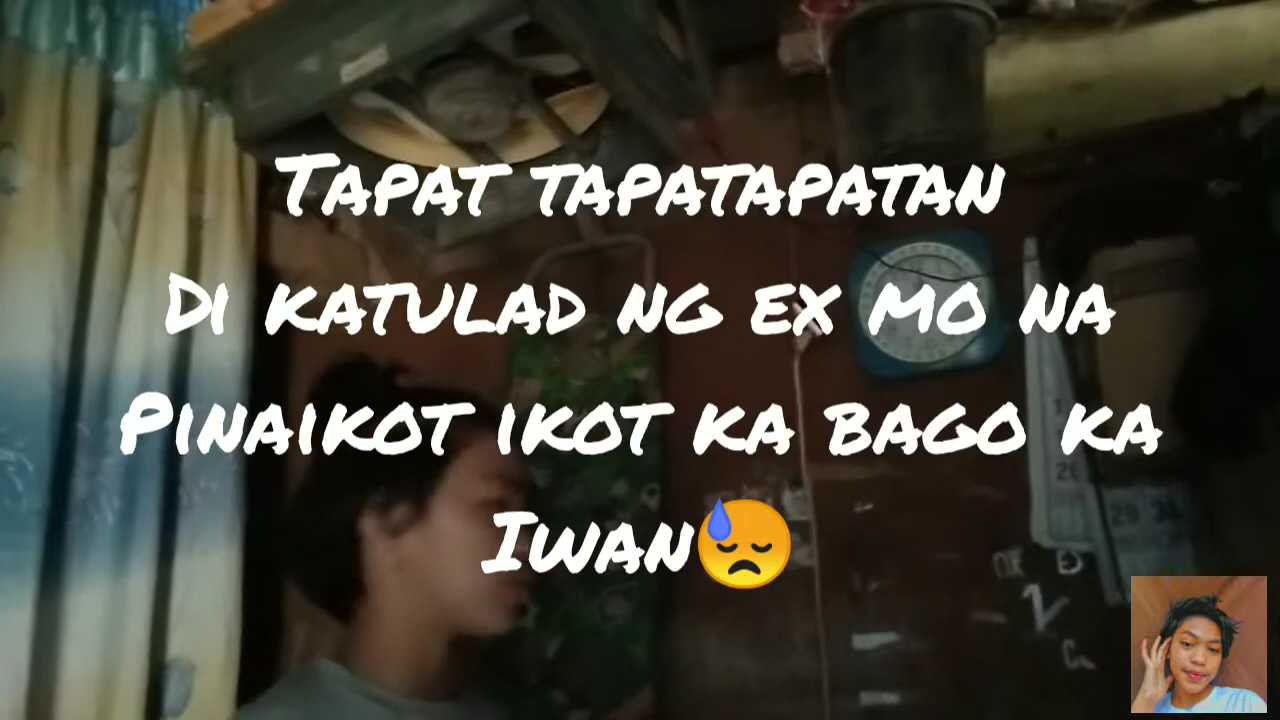 Tapat tapatapatan
Di katulad ng ex mo na
Pinaikot ikot ka bago ka
Iwan😓